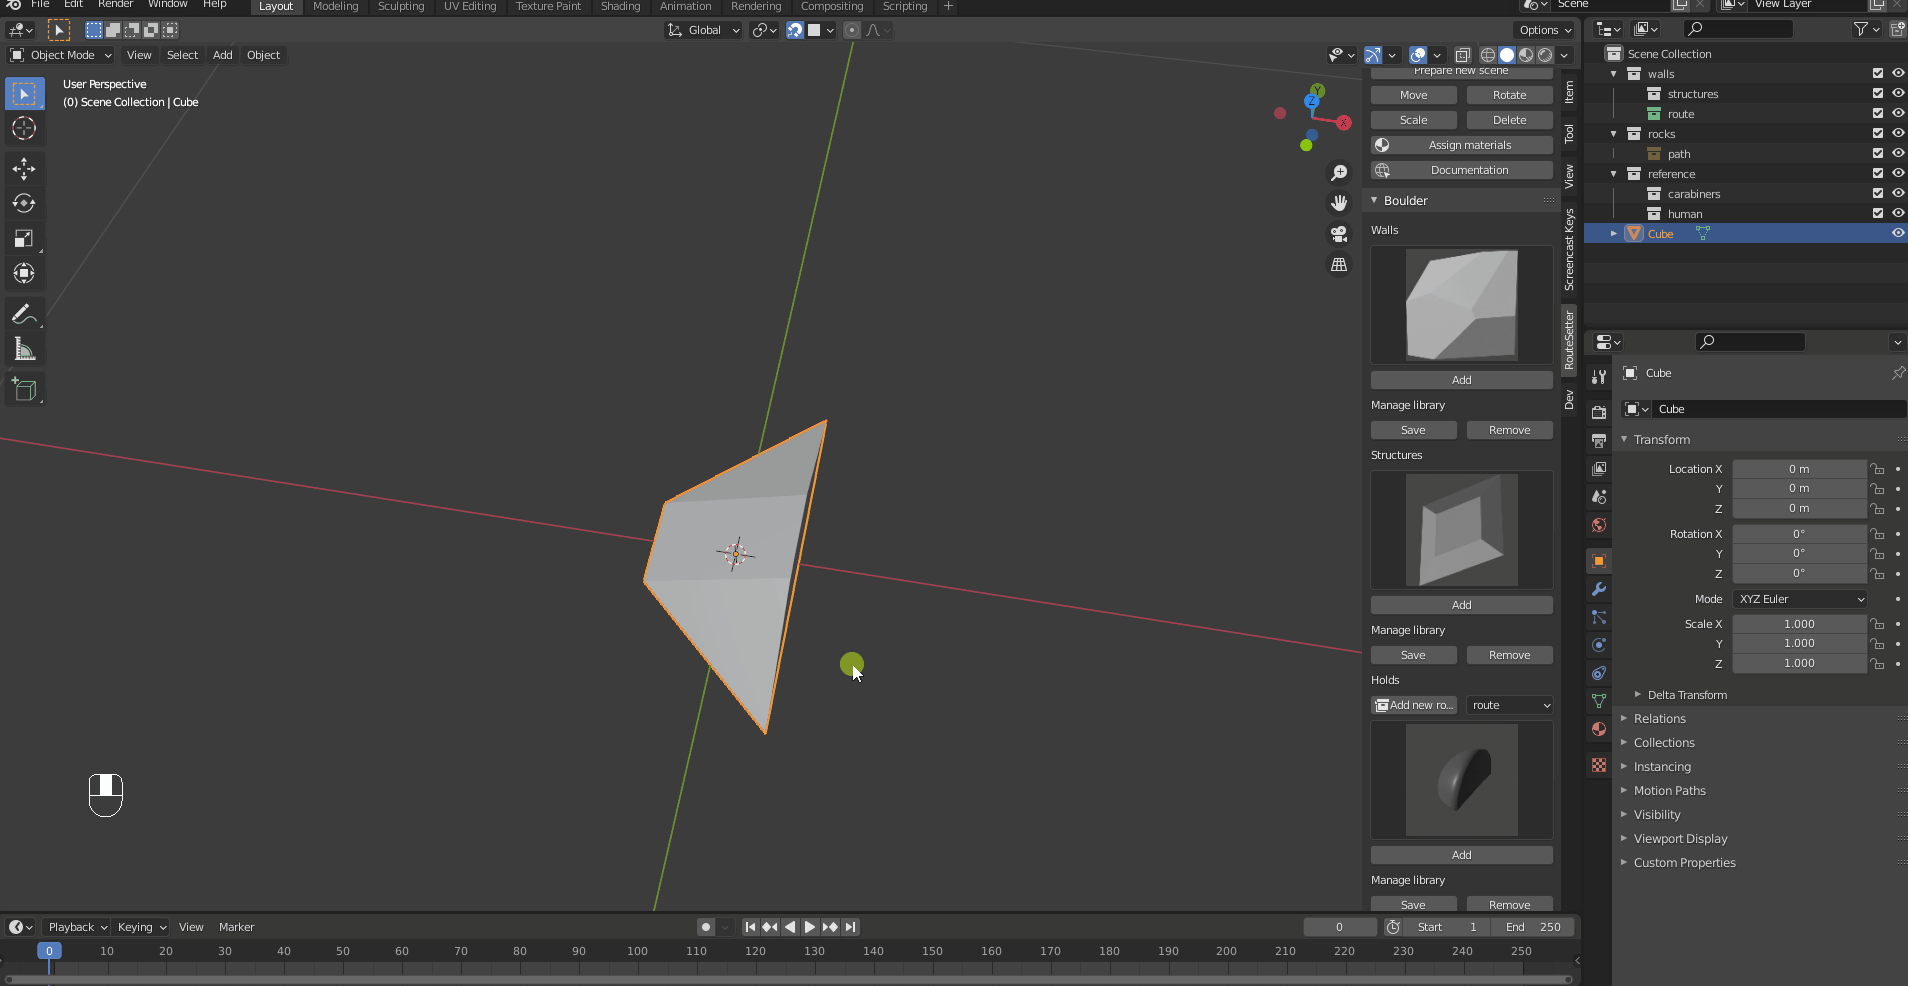 File Edit Render Window Help Layout Modeling Sculpting UV Editing Texture Paint Shading Animation Rendering Compositing Scripting + Scene View Layer
Global Options
Object Mode View Select Add Object
User Perspective
(0) Scene Collection | Cube
Y
Z
X
Prepare new scene
Move Rotate
Scale Delete
Assign materials
Documentation
Boulder
Walls
Add
Manage library
Save Remove
Structures
Add
Manage library
Save Remove
Holds
Add new ro... route
Add
Manage library
Save Remove
Item
Tool
View
Screencast Keys
RouteSetter
Dev
Scene Collection
walls
structures
route
rocks
path
reference
carabiners
human
Cube
Cube
Cube
Transform
Location X 0 m
Y 0 m
Z 0 m
Rotation X 0°
Y 0°
Z 0°
Mode XYZ Euler
Scale X 1.000
Y 1.000
Z 1.000
Delta Transform
Relations
Collections
Instancing
Motion Paths
Visibility
Viewport Display
Custom Properties
Playback Keying View Marker 0 Start 1 End 250
0 10 20 30 40 50 60 70 80 90 100 110 120 130 140 150 160 170 180 190 200 210 220 230 240 250